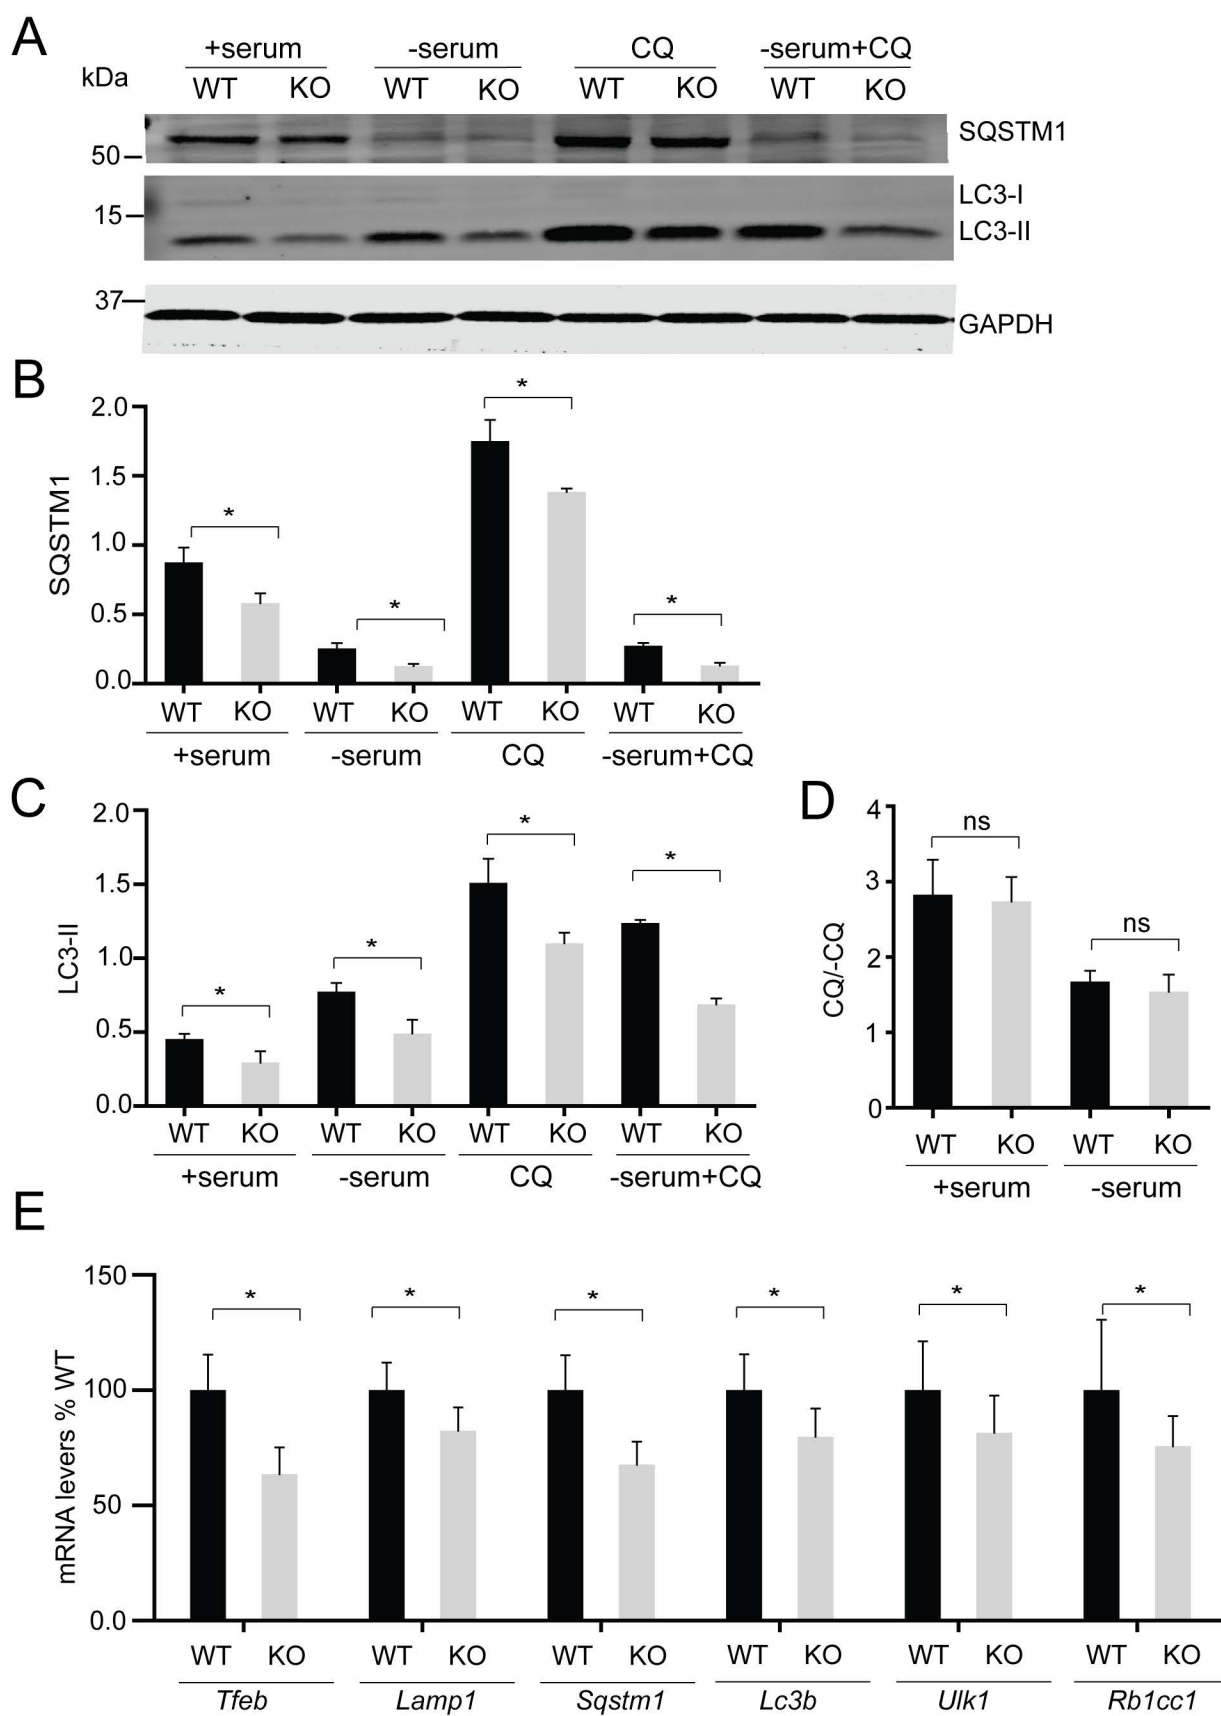 A
+serum -serum CQ -serum+CQ
kDa
WT KO WT KO WT KO WT KO
SQSTM1
50
LC3-I
15
LC3-II
37
GAPDH
B
*
2.0
1.5
*
1.0
SQSTM1
*
*
0.5
0.0
WT KO WT KO WT KO WT KO
+serum -serum CQ -serum+CQ
C
2.0
*
*
1.5
*
1.0
LC3-II
*
0.5
0.0
WT KO WT KO WT KO WT KO
+serum -serum CQ -serum+CQ
D
4
ns
3
ns
2
CQ/-CQ
1
0
WT KO WT KO
+serum -serum
E
150
* * * * * *
100
mRNA levers % WT
50
0.0
WT KO WT KO WT KO WT KO WT KO WT KO
Tfeb Lamp1 Sqstm1 Lc3b Ulk1 Rb1cc1